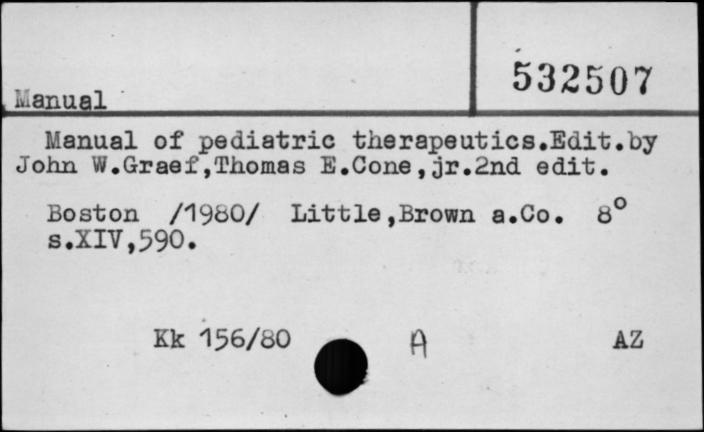 532507
Manual
Manual of pediatric therapeutics.Edit.by
John W.Graef,Thomas E.Cone,jr.2nd edit.
Boston /1980/ Little,Brown a.Co. 8°
s.XIV,590.
Kk 156/80 A AZ